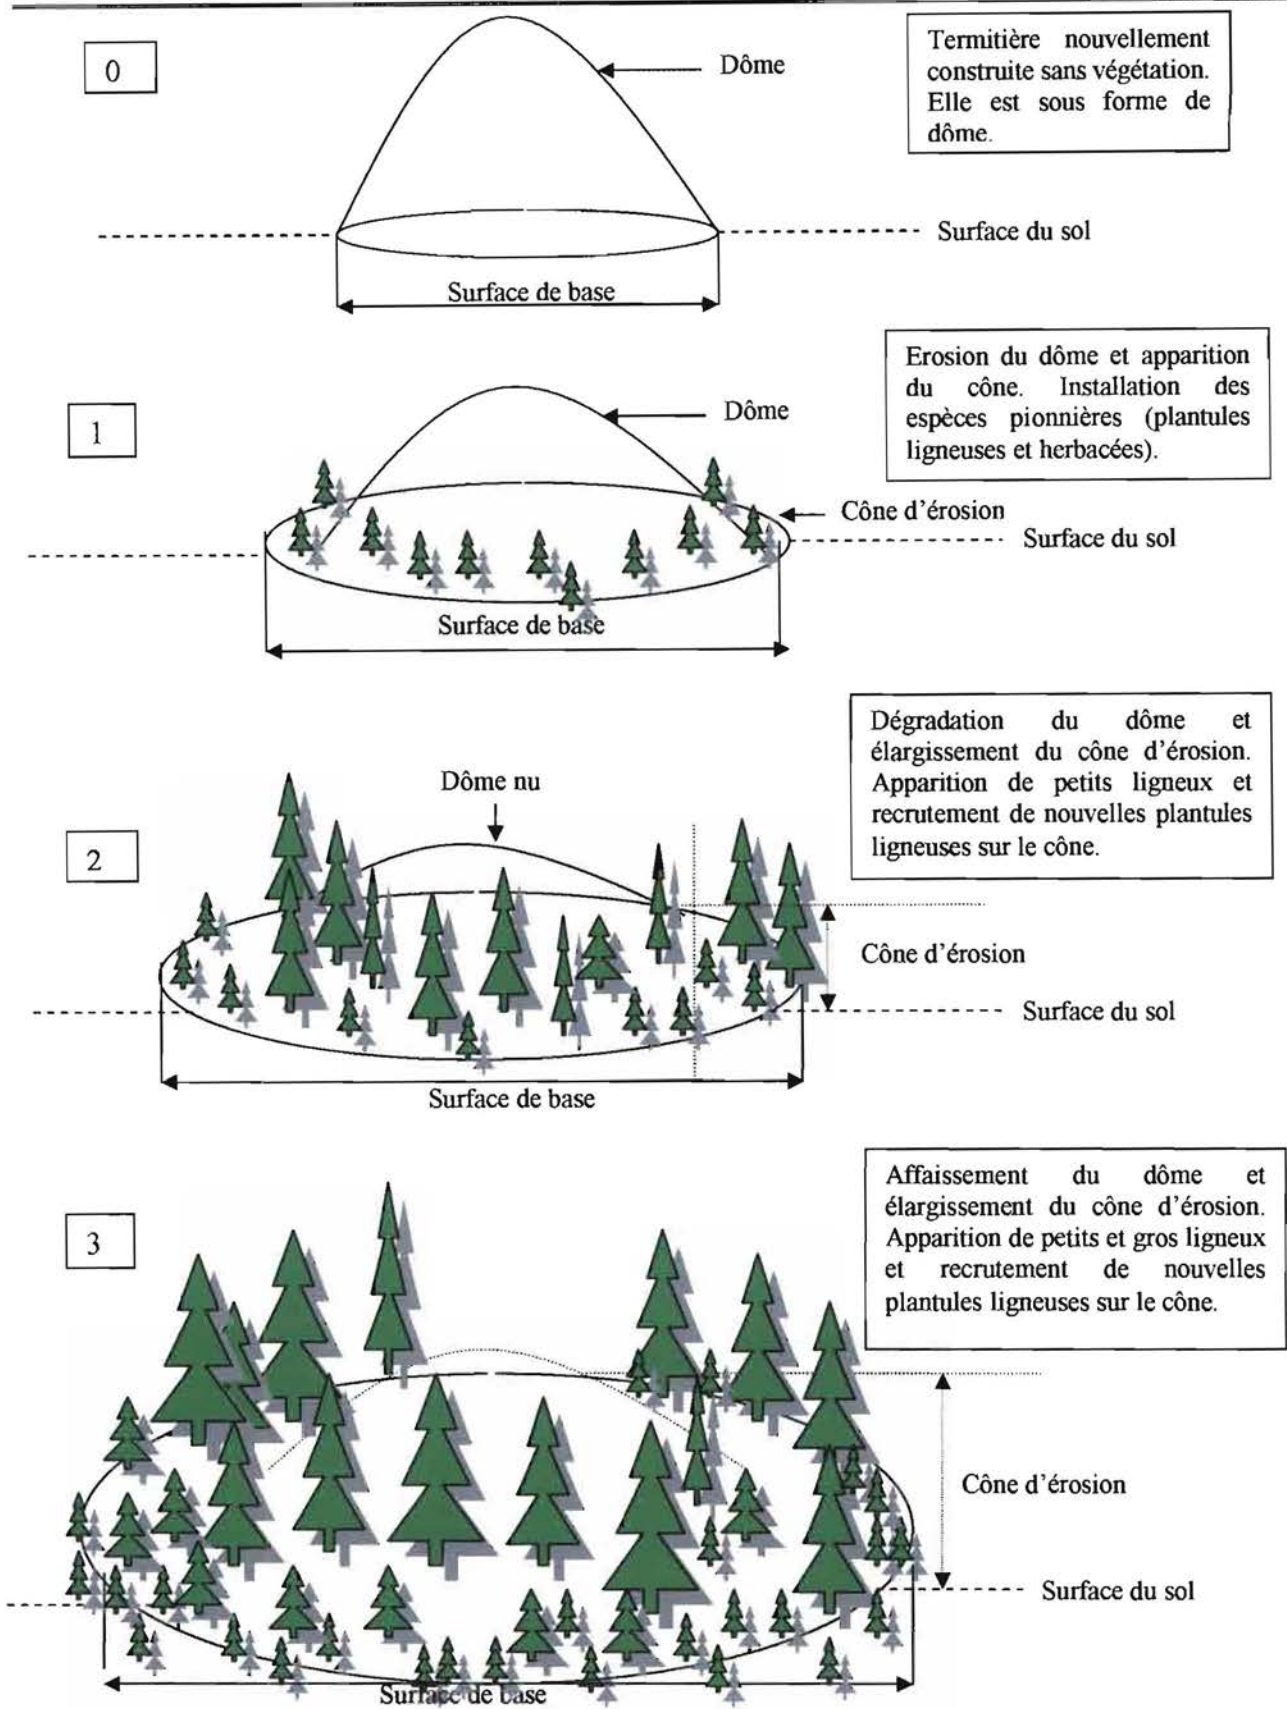 0
Dôme
Termitière nouvellement
construite sans végétation.
Elle est sous forme de
dôme.
Surface du sol
Surface de base
1
Dôme
Erosion du dôme et apparition
du cône. Installation des
espèces pionnières (plantules
ligneuses et herbacées).
Cône d'érosion
Surface du sol
Surface de base
2
Dôme nu
Dégradation du dôme et
élargissement du cône d'érosion.
Apparition de petits ligneux et
recrutement de nouvelles plantules
ligneuses sur le cône.
Cône d'érosion
Surface du sol
Surface de base
3
Affaissement du dôme et
élargissement du cône d'érosion.
Apparition de petits et gros ligneux
et recrutement de nouvelles
plantules ligneuses sur le cône.
Cône d'érosion
Surface du sol
Surface de base